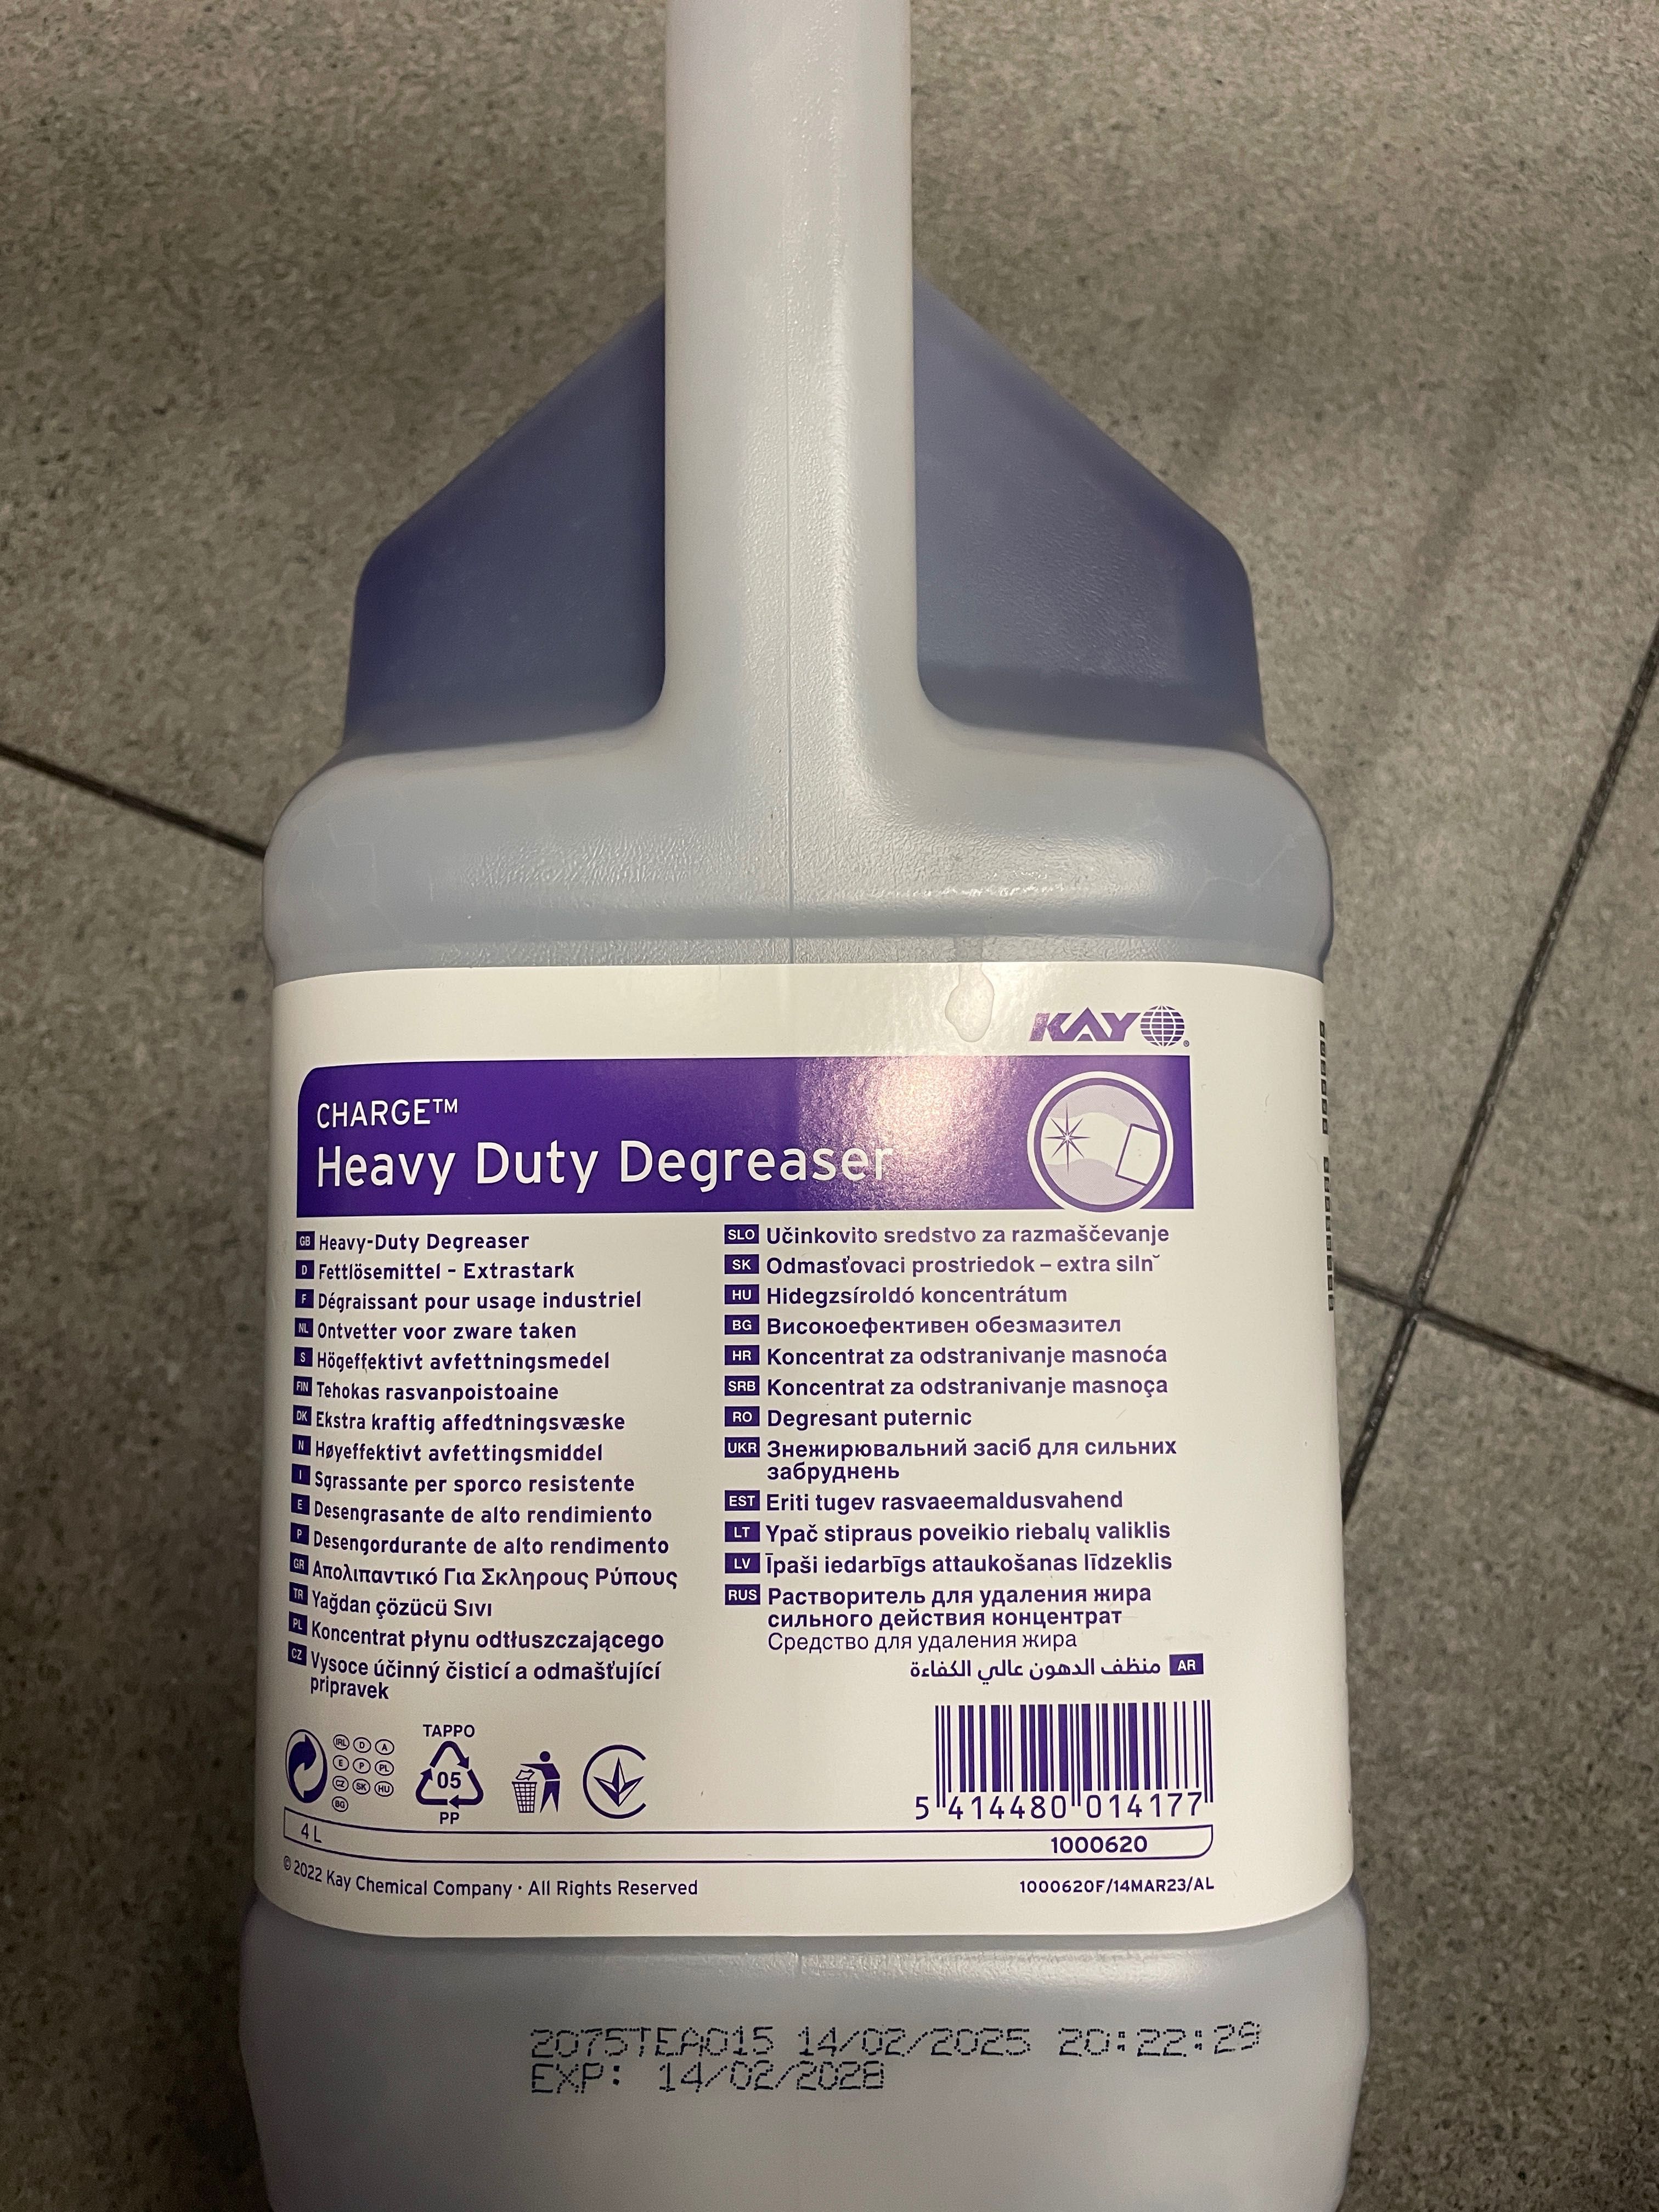 KAY
CHARGE™
Heavy Duty Degreaser
GB Heavy-Duty Degreaser
D Fettlösemittel - Extrastark
F Dégraissant pour usage industriel
NL Ontvetter voor zware taken
S Högeffektivt avfettningsmedel
FIN Tehokas rasvanpoistoaine
DK Ekstra kraftig affedtningsvæske
N Høyeffektivt avfettingsmiddel
I Sgrassante per sporco resistente
E Desengrasante de alto rendimiento
P Desengordurante de alto rendimento
GR Απολιπαντικό Για Σκληρους Ρύπους
TR Yağdan çözücü Sıvı
PL Koncentrat płynu odtłuszczającego
CZ Vysoce účinný čisticí a odmašťující
pripravek
SLO Učinkovito sredstvo za razmaščevanje
SK Odmasťovaci prostriedok – extra silnˇ
HU Hidegzsíroldó koncentrátum
BG Високоефективен обезмазител
HR Koncentrat za odstranivanje masnoća
SRB Koncentrat za odstranivanje masnoça
RO Degresant puternic
UKR Знежирювальний засіб для сильних
забруднень
EST Eriti tugev rasvaeemaldusvahend
LT Ypač stipraus poveikio riebalų valiklis
LV Īpaši iedarbīgs attaukošanas līdzeklis
RUS Растворитель для удаления жира
сильного действия концентрат
Средство для удаления жира
AR منظف الدهون عالي الكفاءة
IRL D A
E P PL
CZ SK HU
BG
TAPPO
05
PP
5 414480 014177
4 L
1000620
© 2022 Kay Chemical Company · All Rights Reserved
1000620F/14MAR23/AL
2075TEA015 14/02/2025 20:22:29
EXP: 14/02/2028